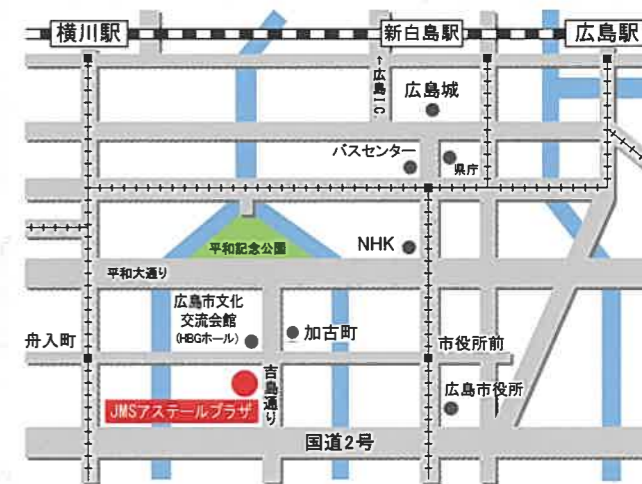 横川駅
新白島駅
広島駅
←広島IC
広島城
バスセンター
県庁
平和記念公園
NHK
平和大通り
広島市文化
交流会館
(HBGホール)
加古町
舟入町
市役所前
吉島通り
JMSアステールプラザ
広島市役所
国道2号